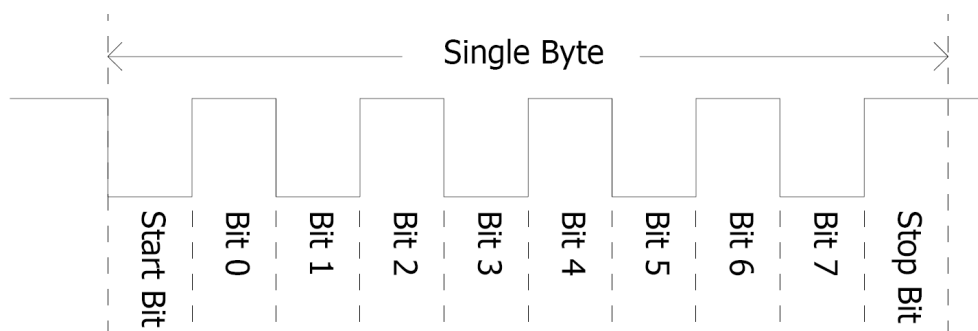 Single Byte
Start Bit
Bit 0
Bit 1
Bit 2
Bit 3
Bit 4
Bit 5
Bit 6
Bit 7
Stop Bit